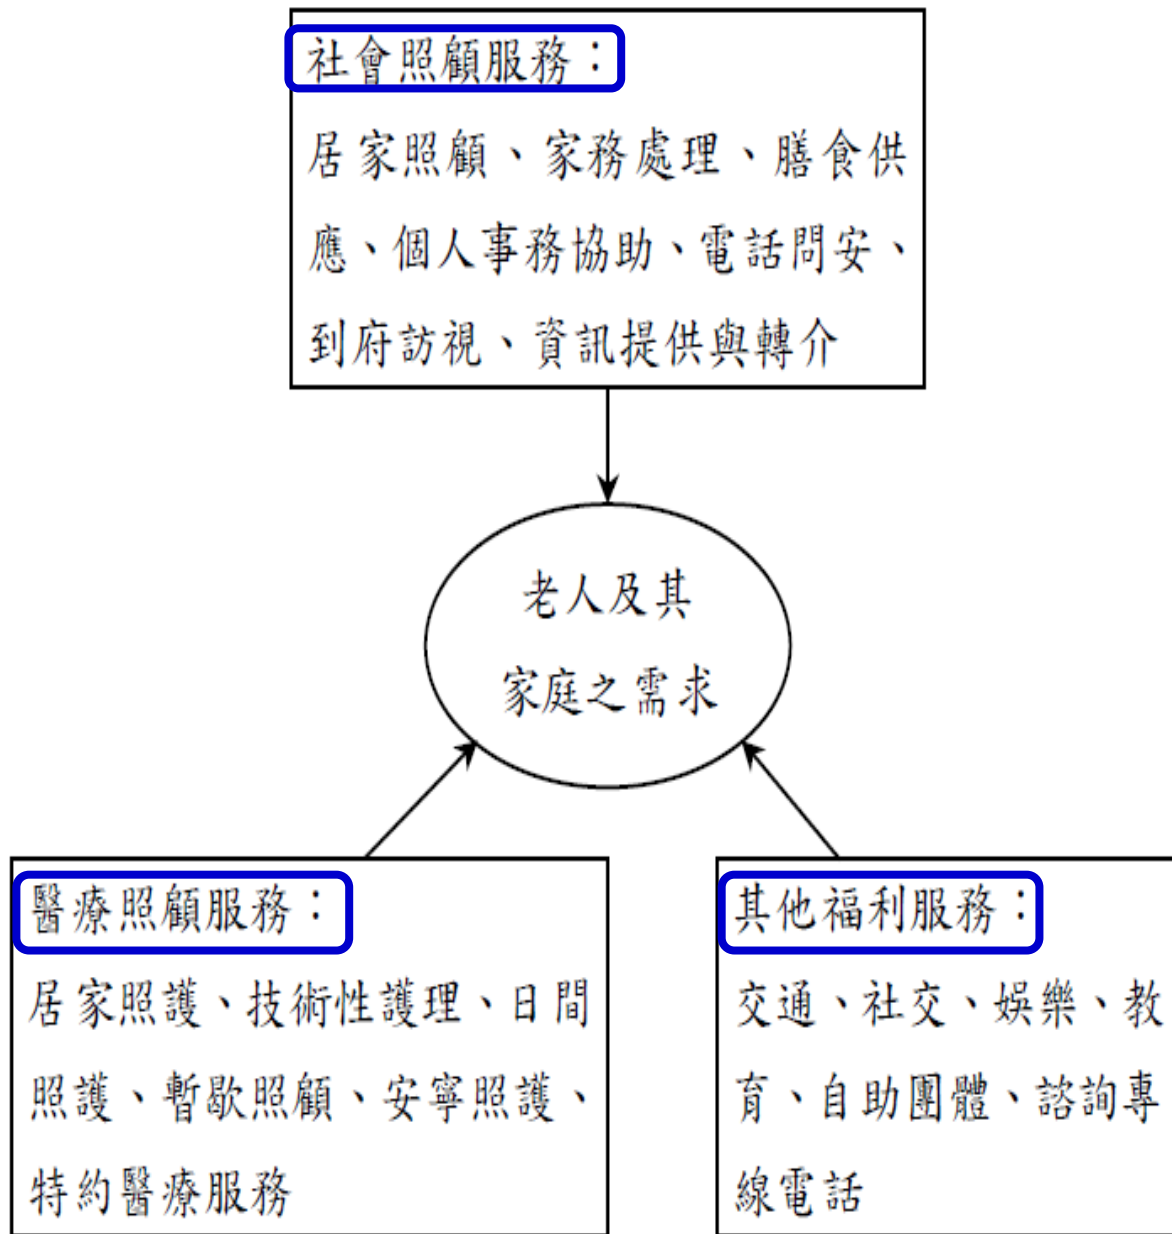 社會照顧服務：
居家照顧、家務處理、膳食供
應、個人事務協助、電話問安、
到府訪視、資訊提供與轉介
老人及其
家庭之需求
醫療照顧服務：
居家照護、技術性護理、日間
照護、暫歇照顧、安寧照護、
特約醫療服務
其他福利服務：
交通、社交、娛樂、教
育、自助團體、諮詢專
線電話